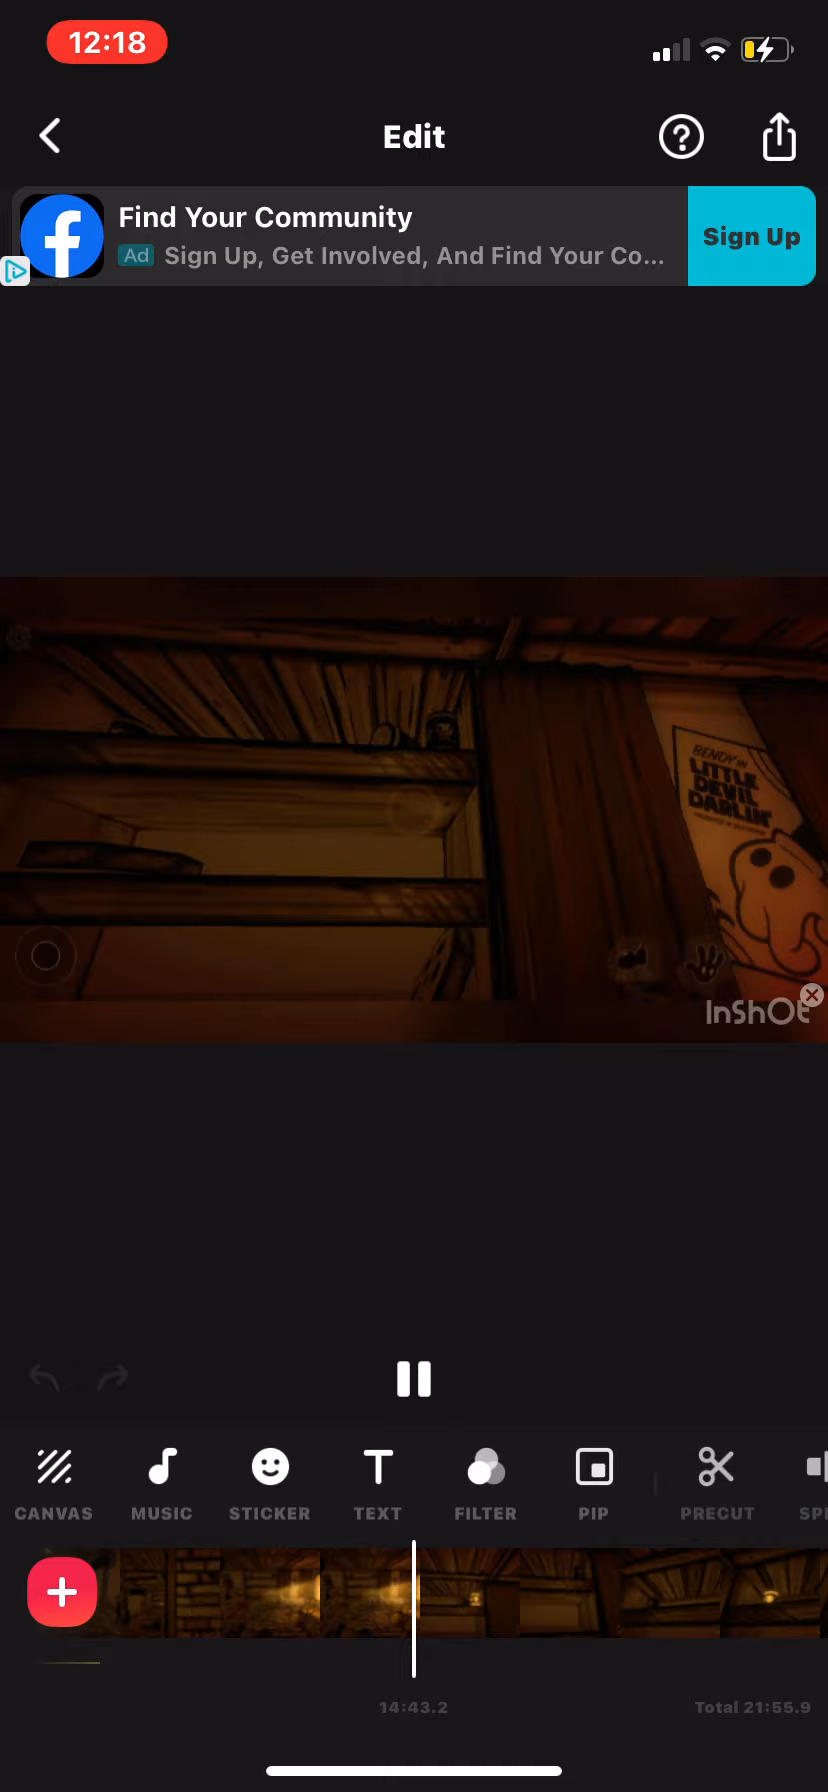 12:18
Edit
Find Your Community
Ad Sign Up, Get Involved, And Find Your Co...
Sign Up
BENDY IN
LITTLE
DEVIL
DARLIN'
InShOt
CANVAS MUSIC STICKER TEXT FILTER PIP PRECUT SPL
14:43.2 Total 21:55.9